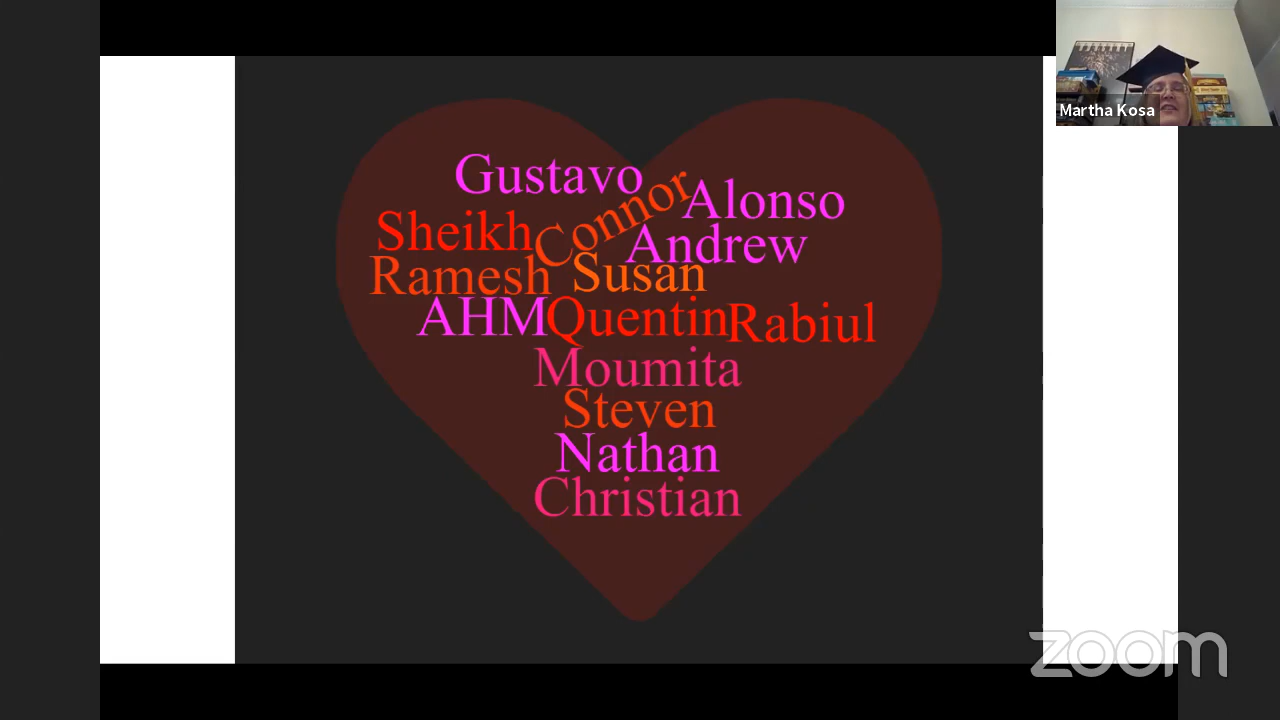 Martha Kosa
Gustavo
Connor
Alonso
Sheikh
Andrew
Ramesh
Susan
AHM
Quentin
Rabiul
Moumita
Steven
Nathan
Christian
zoom